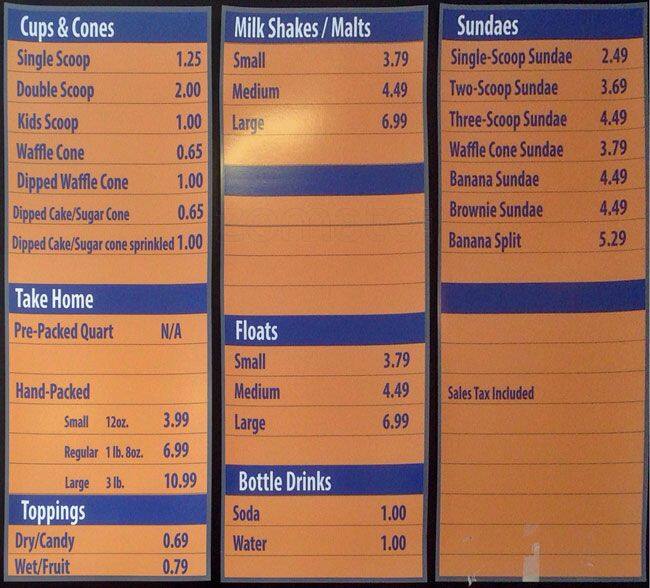 Cups & Cones
Single Scoop 1.25
Double Scoop 2.00
Kids Scoop 1.00
Waffle Cone 0.65
Dipped Waffle Cone 1.00
Dipped Cake/Sugar Cone 0.65
Dipped Cake/Sugar cone sprinkled 1.00
Take Home
Pre-Packed Quart N/A
Hand-Packed
Small 12oz. 3.99
Regular 1 lb. 8oz. 6.99
Large 3 lb. 10.99
Toppings
Dry/Candy 0.69
Wet/Fruit 0.79
Milk Shakes / Malts
Small 3.79
Medium 4.49
Large 6.99
Floats
Small 3.79
Medium 4.49
Large 6.99
Bottle Drinks
Soda 1.00
Water 1.00
Sundaes
Single-Scoop Sundae 2.49
Two-Scoop Sundae 3.69
Three-Scoop Sundae 4.49
Waffle Cone Sundae 3.79
Banana Sundae 4.49
Brownie Sundae 4.49
Banana Split 5.29
Sales Tax Included